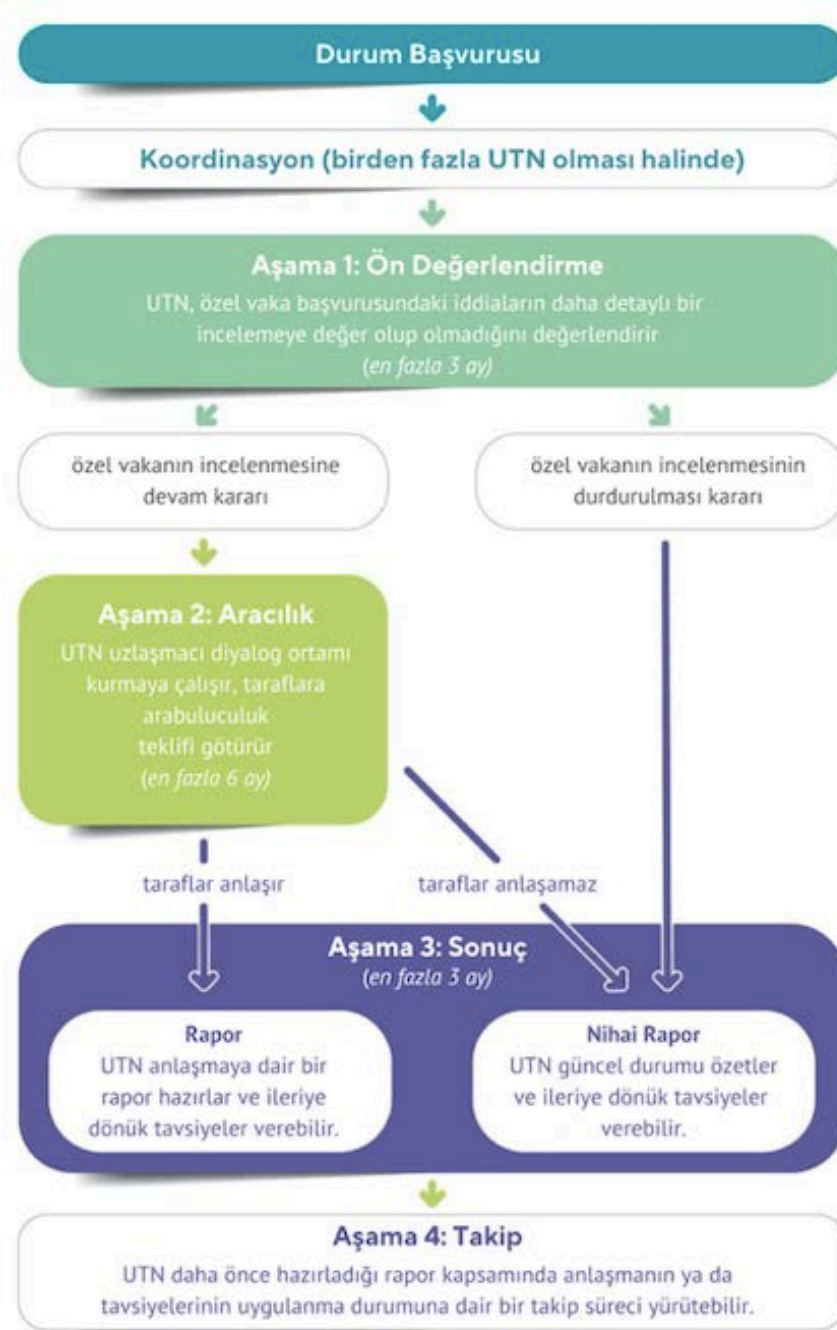 Durum Başvurusu
Koordinasyon (birden fazla UTN olması halinde)
Aşama 1: Ön Değerlendirme
UTN, özel vaka başvurusundaki iddiaların daha detaylı bir
incelemeye değer olup olmadığını değerlendirir
(en fazla 3 ay)
özel vakanın incelenmesine
devam kararı
özel vakanın incelenmesinin
durdurulması kararı
Aşama 2: Aracılık
UTN uzlaşmacı diyalog ortamı
kurmaya çalışır, taraflara
arabuluculuk
teklifi götürür
(en fazla 6 ay)
taraflar anlaşır
taraflar anlaşamaz
Aşama 3: Sonuç
(en fazla 3 ay)
Rapor
UTN anlaşmaya dair bir
rapor hazırlar ve ileriye
dönük tavsiyeler verebilir.
Nihai Rapor
UTN güncel durumu özetler
ve ileriye dönük tavsiyeler
verebilir.
Aşama 4: Takip
UTN daha önce hazırladığı rapor kapsamında anlaşmanın ya da
tavsiyelerinin uygulanma durumuna dair bir takip süreci yürütebilir.